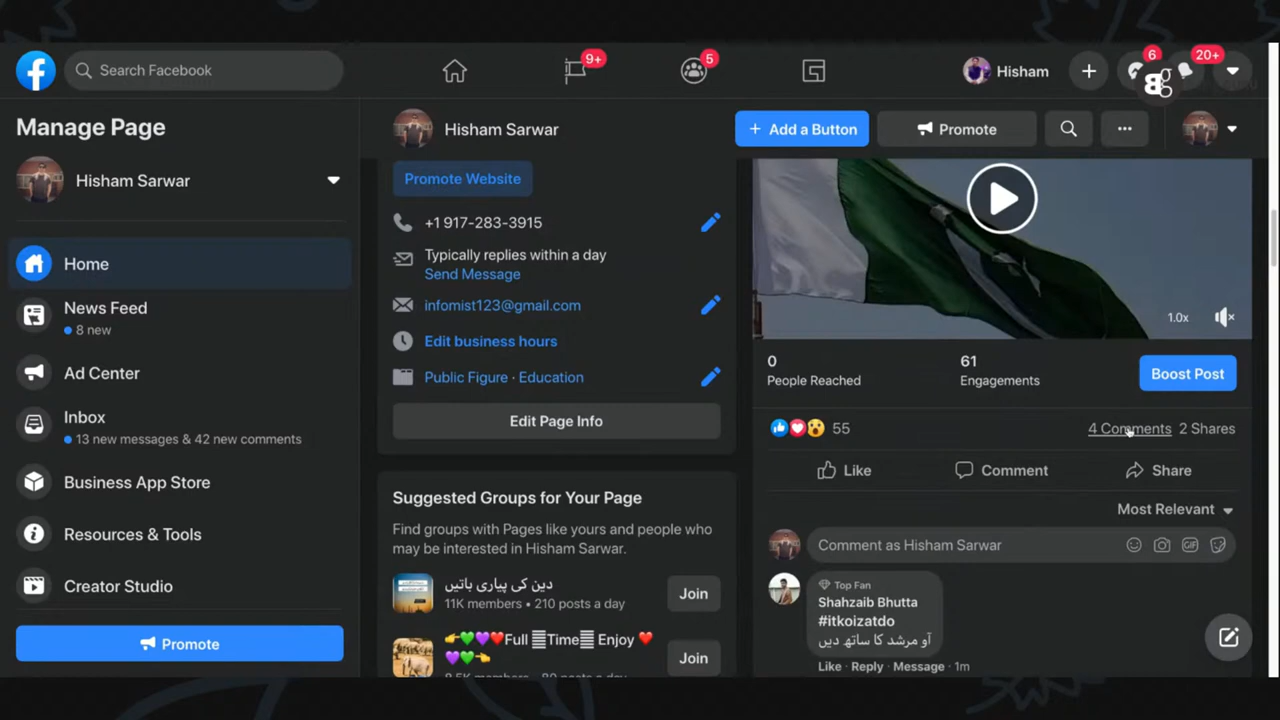 Search Facebook
9+
5
Hisham
6
20+
Manage Page
Hisham Sarwar
Home
News Feed
8 new
Ad Center
Inbox
13 new messages & 42 new comments
Business App Store
Resources & Tools
Creator Studio
Promote
Hisham Sarwar
+ Add a Button
Promote
Promote Website
+1 917-283-3915
Typically replies within a day
Send Message
infomist123@gmail.com
Edit business hours
Public Figure · Education
Edit Page Info
Suggested Groups for Your Page
Find groups with Pages like yours and people who
may be interested in Hisham Sarwar.
دین کی پیاری باتیں
11K members • 210 posts a day
Join
👉💚💜❤️Full ▒Time▒ Enjoy ❤️
💜💚👈
Join
1.0x
0
People Reached
61
Engagements
Boost Post
55
4 Comments
2 Shares
Like
Comment
Share
Most Relevant
Comment as Hisham Sarwar
GIF
Top Fan
Shahzaib Bhutta
#itkoizatdo
آو مرشد کا ساتھ دیں
Like · Reply · Message · 1m